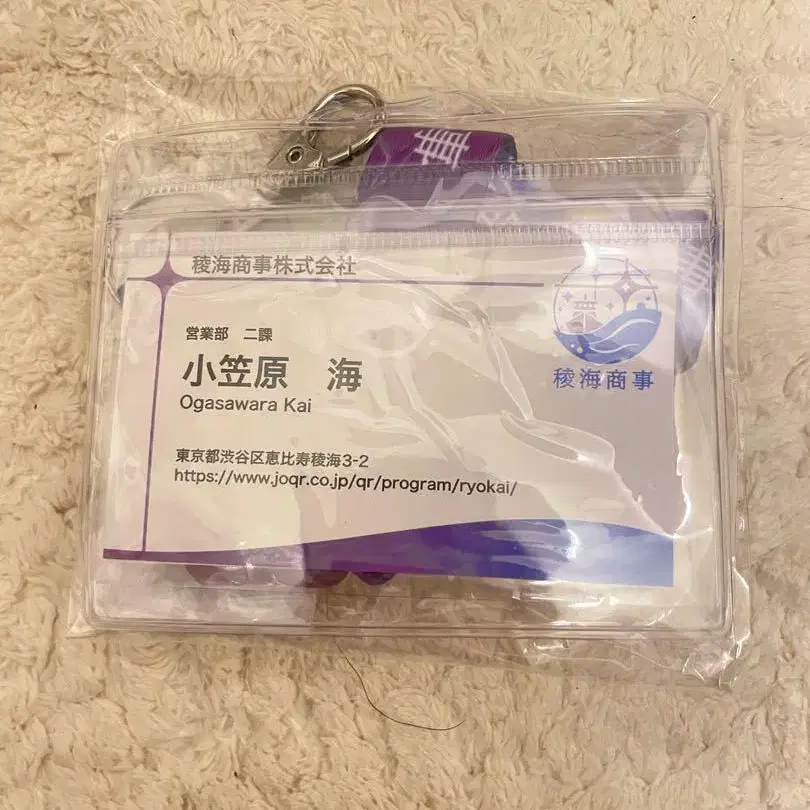 事
稜海商事株式会社
営業部 二課
小笠原 海
Ogasawara Kai
東京都渋谷区恵比寿稜海3-2
https://www.joqr.co.jp/qr/program/ryokai/
稜海商事